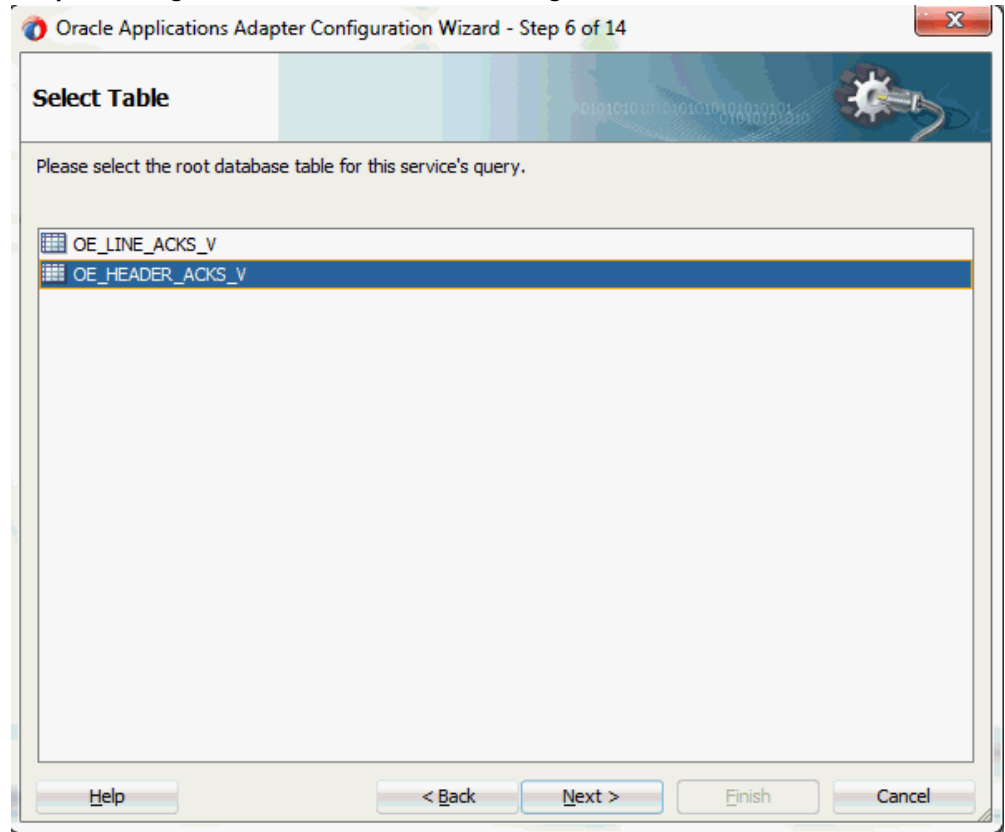 Oracle Applications Adapter Configuration Wizard - Step 6 of 14
Select Table
Please select the root database table for this service's query.
OE_LINE_ACKS_V
OE_HEADER_ACKS_V
Help
< Back
Next >
Finish
Cancel